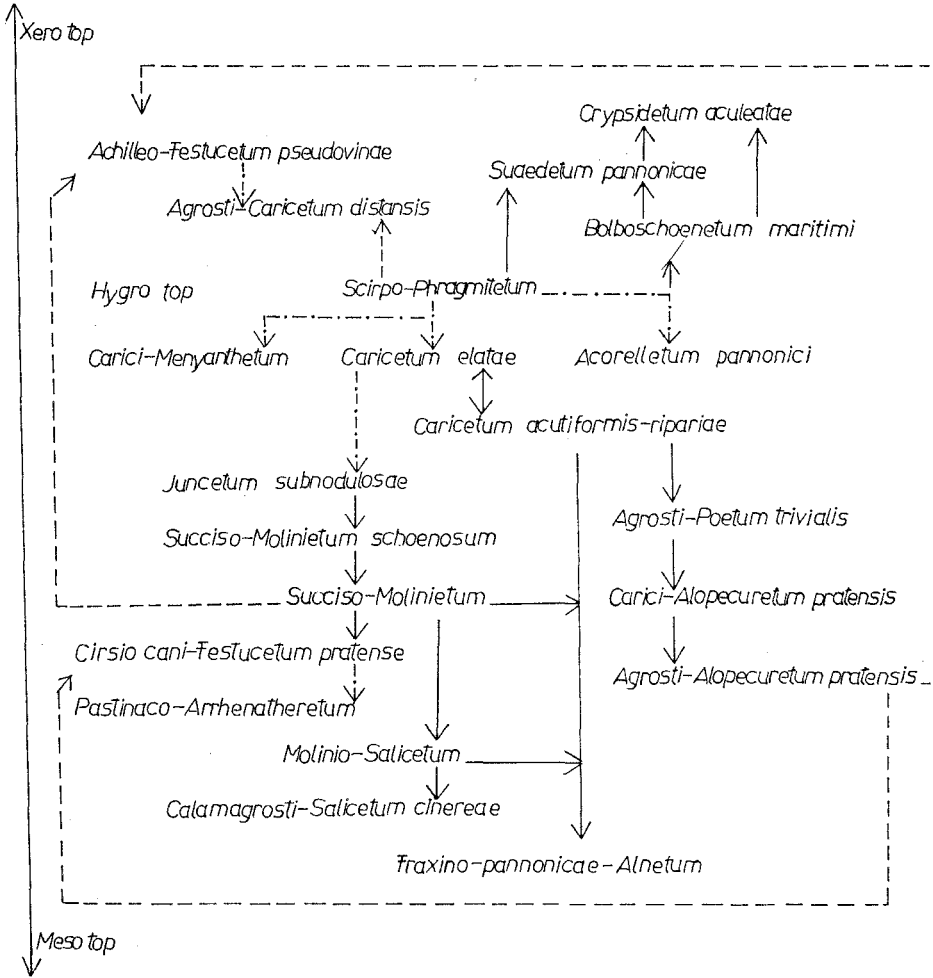 Xero top
Crypsidetum aculeatae
Achilleo-Festucetum pseudovinae
Suaedetum pannonicae
Agrosti-Caricetum distansis
Bolboschoenetum maritimi
Hygro top
Scirpo-Phragmitetum
Carici-Menyanthetum
Caricetum elatae
Acorelletum pannonici
Caricetum acutiformis-ripariae
Juncetum subnodulosae
Agrosti-Poetum trivialis
Succiso-Molinietum schoenosum
Succiso-Molinietum
Carici-Alopecuretum pratensis
Cirsio cani-Festucetum pratense
Agrosti-Alopecuretum pratensis
Pastinaco-Arrhenatheretum
Molinio-Salicetum
Calamagrosti-Salicetum cinereae
Fraxino-pannonicae-Alnetum
Meso top